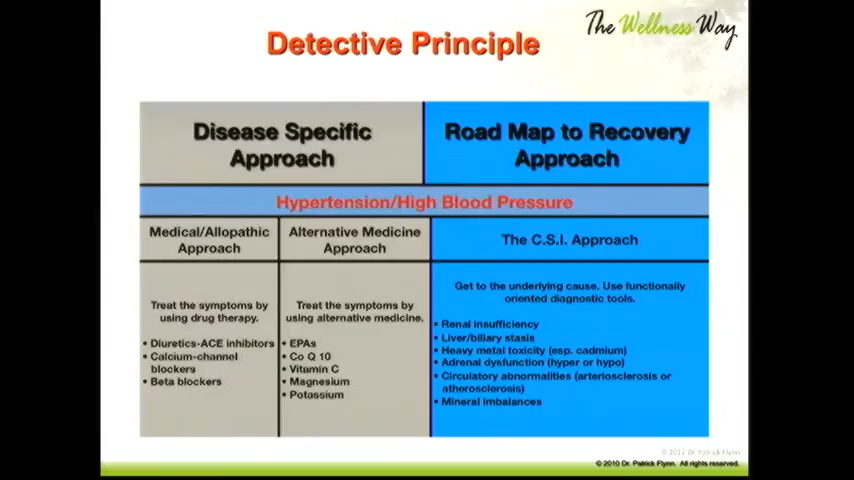 The Wellness Way
Detective Principle
Disease Specific
Approach
Road Map to Recovery
Approach
Hypertension/High Blood Pressure
Medical/Allopathic
Approach
Alternative Medicine
Approach
The C.S.I. Approach
Treat the symptoms by
using drug therapy.
• Diuretics-ACE inhibitors
• Calcium-channel
blockers
• Beta blockers
Treat the symptoms by
using alternative medicine.
• EPAs
• Co Q 10
• Vitamin C
• Magnesium
• Potassium
Get to the underlying cause. Use functionally
oriented diagnostic tools.
• Renal insufficiency
• Liver/biliary stasis
• Heavy metal toxicity (esp. cadmium)
• Adrenal dysfunction (hyper or hypo)
• Circulatory abnormalities (arteriosclerosis or
atherosclerosis)
• Mineral imbalances
© 2012 Dr. Patrick Flynn
© 2010 Dr. Patrick Flynn. All rights reserved.